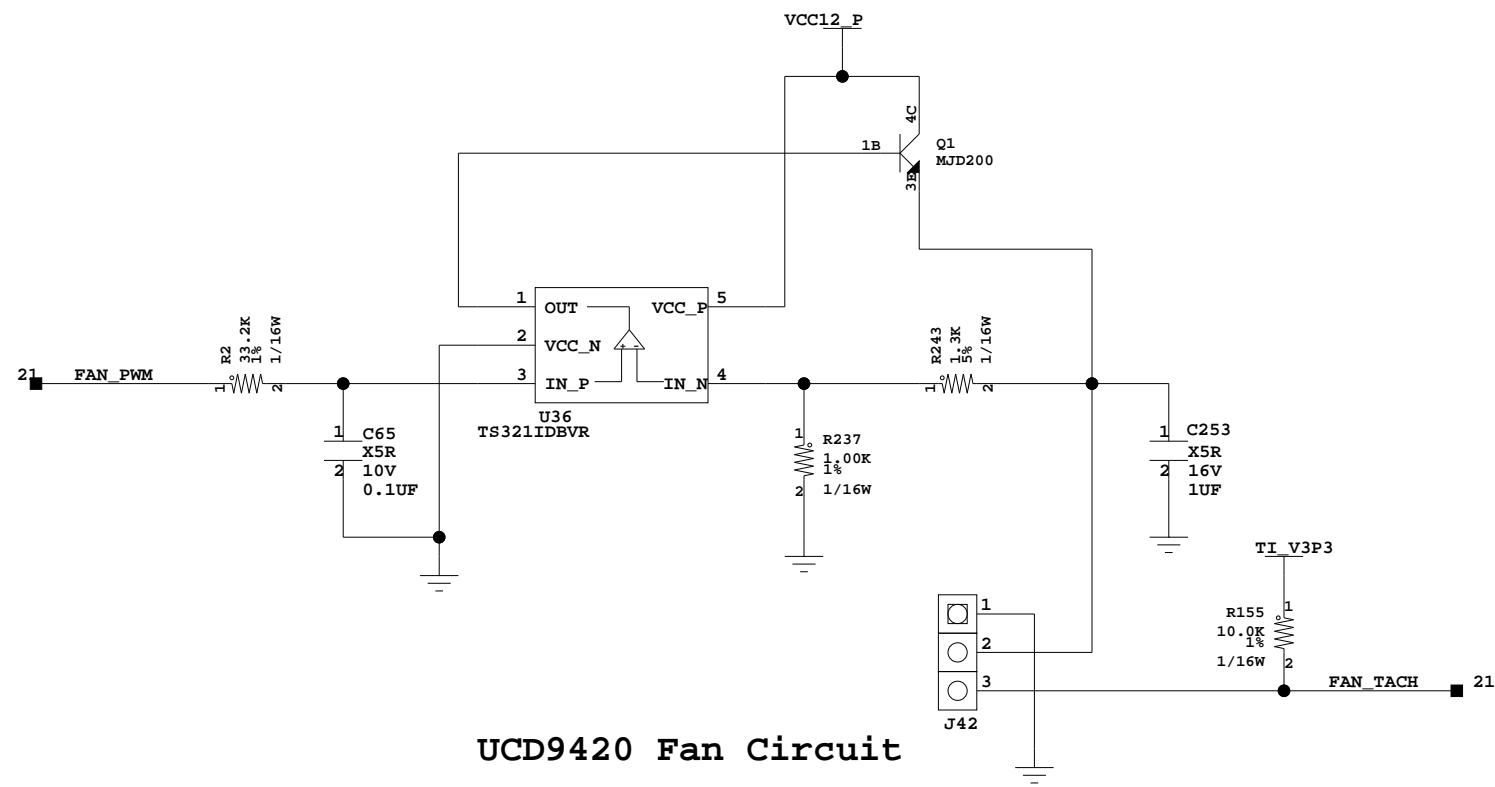 VCC12_P
4C
1B
Q1
MJD200
3E
1
OUT
VCC_P
5
2
VCC_N
+ -
3
IN_P
IN_N
4
U36
TS321IDBVR
21
FAN_PWM
1
R2
33.2K
1%
1/16W
2
1
C65
X5R
2
10V
0.1UF
1
R237
1.00K
1%
2
1/16W
1
R243
1.3K
5%
1/16W
2
1
C253
X5R
2
16V
1UF
TI_V3P3
R155
1
10.0K
1%
1/16W
2
1
2
3
J42
FAN_TACH
21
UCD9420 Fan Circuit